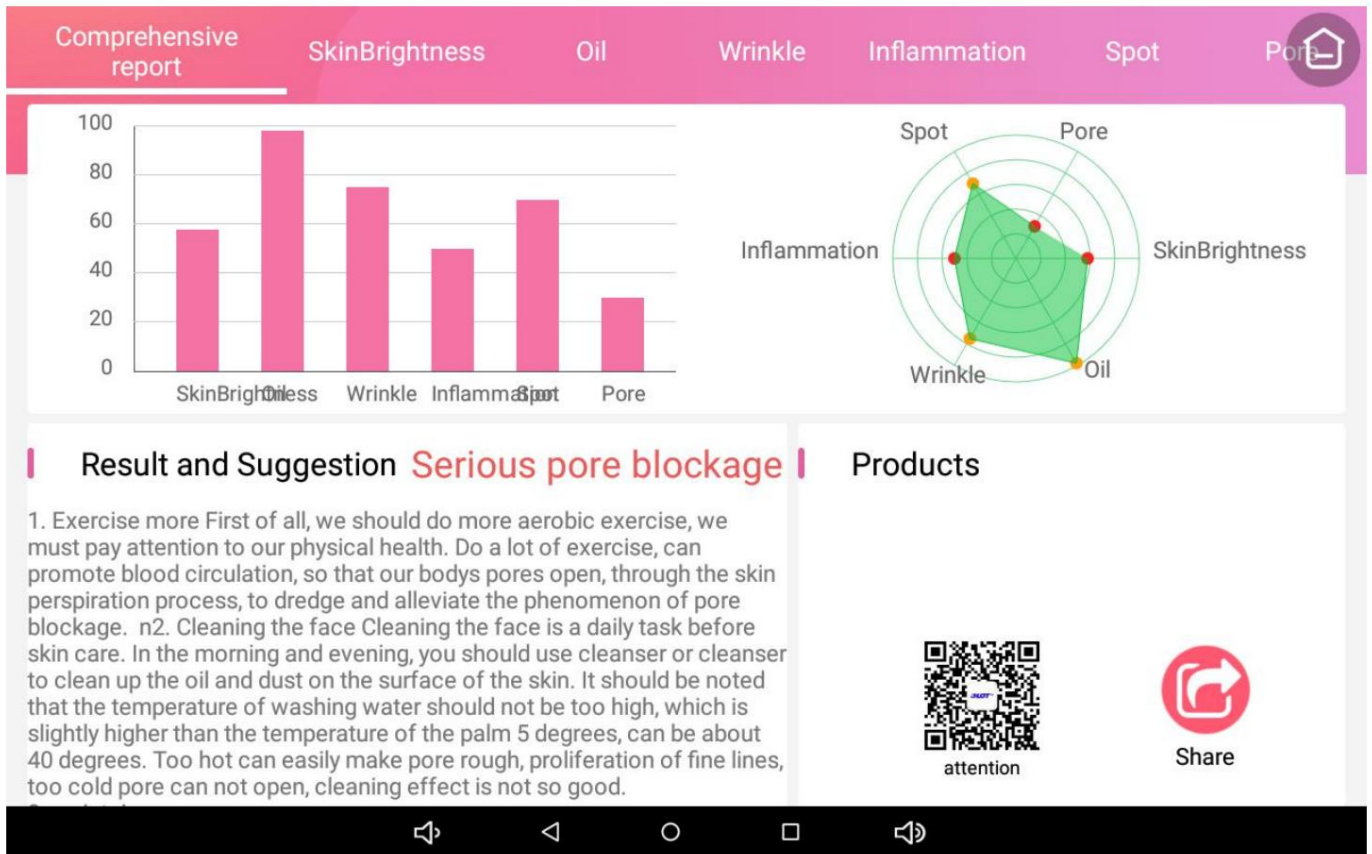 Comprehensive
report
SkinBrightness
Oil
Wrinkle
Inflammation
Spot
Pore
100
80
60
40
20
0
SkinBrightness
Oil
Wrinkle
Inflammation
Spot
Pore
Spot
Pore
Inflammation
SkinBrightness
Wrinkle
Oil
Result and Suggestion
Serious pore blockage
1. Exercise more First of all, we should do more aerobic exercise, we
must pay attention to our physical health. Do a lot of exercise, can
promote blood circulation, so that our bodys pores open, through the skin
perspiration process, to dredge and alleviate the phenomenon of pore
blockage.  n2. Cleaning the face Cleaning the face is a daily task before
skin care. In the morning and evening, you should use cleanser or cleanser
to clean up the oil and dust on the surface of the skin. It should be noted
that the temperature of washing water should not be too high, which is
slightly higher than the temperature of the palm 5 degrees, can be about
40 degrees. Too hot can easily make pore rough, proliferation of fine lines,
too cold pore can not open, cleaning effect is not so good.
Products
attention
Share